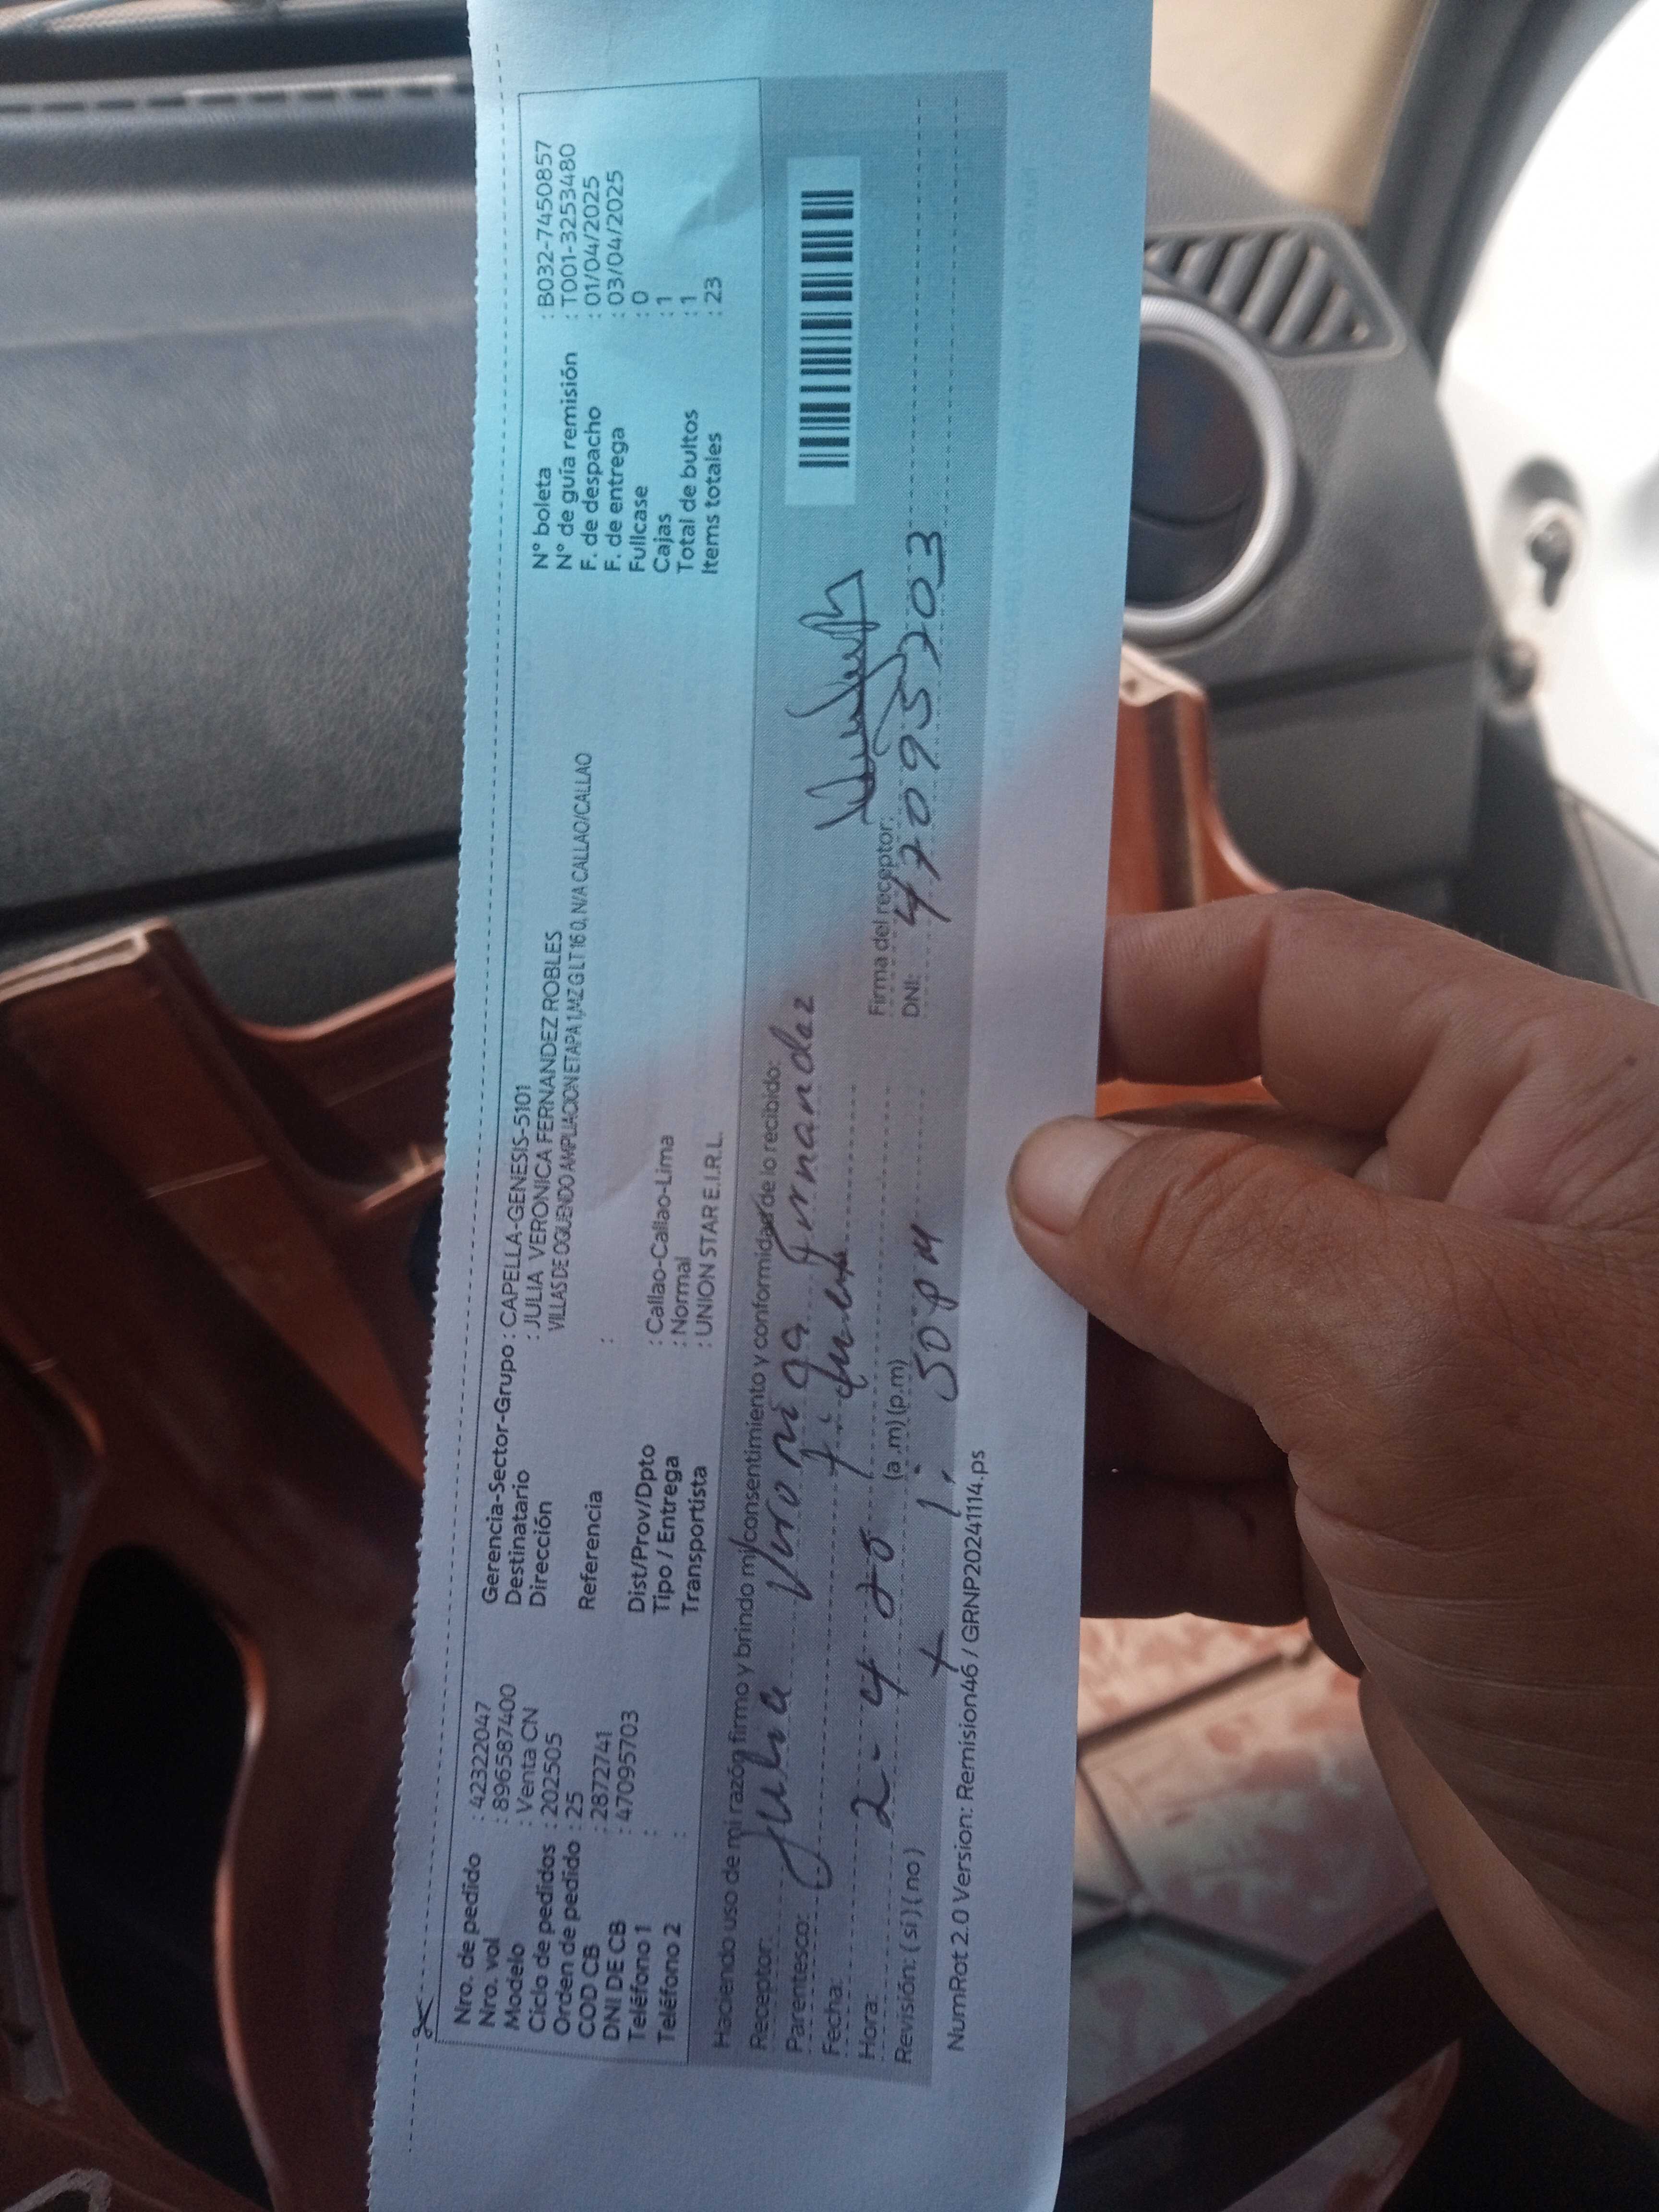 Nro. de pedido : 42322047
Nro. val : 896587400
Modelo : Venta CN
Ciclo de pedidos : 202505
Orden de pedido : 25
COD CB : 2872741
DNI DE CB : 47095703
Teléfono 1 :
Teléfono 2 :
Gerencia-Sector-Grupo : CAPELLA-GENESIS-5101
Destinatario : JULIA VERONICA FERNANDEZ ROBLES
Dirección VILLAS DE OQUENDO AMPLIACION ETAPA 1,MZ G LT 16 0, N/A CALLAO/CALLAO
Referencia :
Dist/Prov/Dpto : Callao-Callao-Lima
Tipo / Entrega : Normal
Transportista : UNION STAR E.I.R.L.
N° boleta : B032-7450857
N° de guía remisión : T001-3253480
F. de despacho : 01/04/2025
F. de entrega : 03/04/2025
Fullcase : 0
Cajas : 1
Total de bultos : 1
Items totales : 23
Haciendo uso de mi razón firmo y brindo mi consentimiento y conformidad de lo recibido:
Receptor: Julia
Parentesco:
Fecha: 2-4
Hora: (a.m) (p.m) 1:50 PM
Revisión: ( si ) ( no )
Firma del receptor:
DNI: 47095703
NumRot 2.0 Version: Remision46 / GRNP20241114.ps